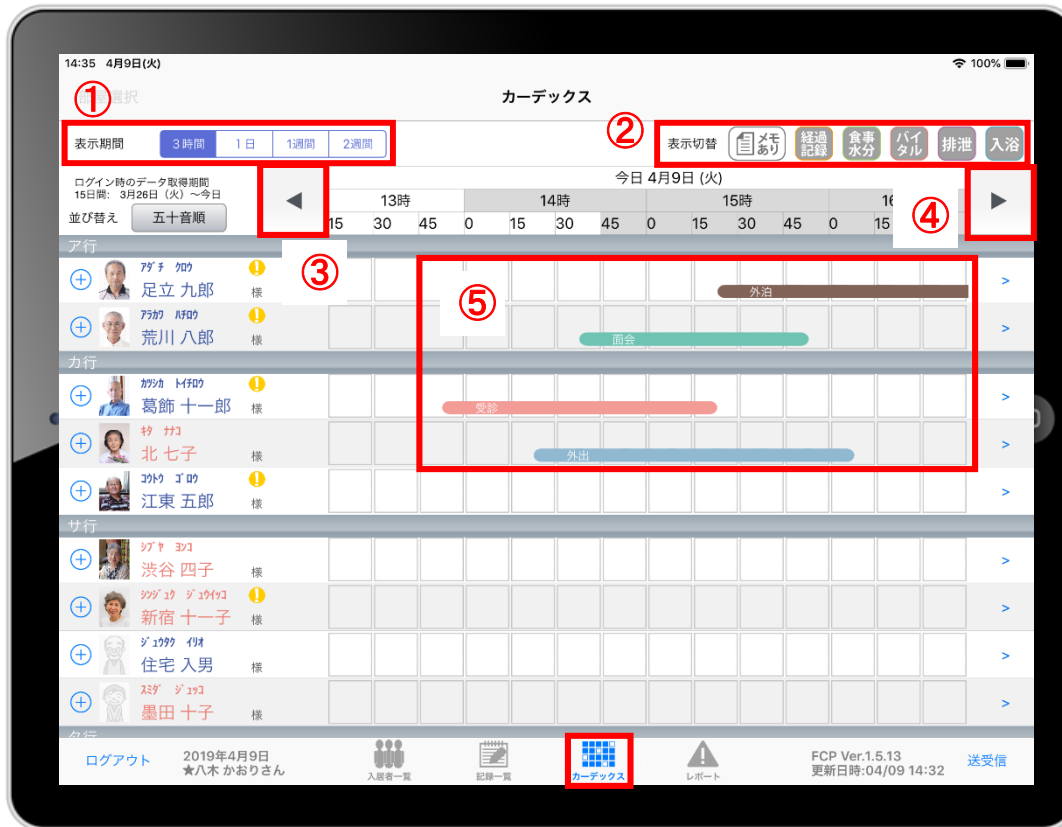 14:35 4月9日(火)
100%
①
選択
カーデックス
②
表示期間
3時間
1日
1週間
2週間
表示切替
メモあり
経過記録
食事水分
バイタル
排泄
入浴
ログイン時のデータ取得期間
15日間: 3月26日(火)~今日
今日 4月9日 (火)
13時
14時
15時
④
並び替え
五十音順
15 30 45 0 15 30 45 0 15 30 45 0 15
ア行
③
⑤
アダチ クロウ
足立 九郎 様
外泊
アラカワ ハチロウ
荒川 八郎 様
面会
カ行
カツシカ トイチロウ
葛飾 十一郎 様
受診
キタ ナナコ
北 七子 様
外出
コウトウ ゴロウ
江東 五郎 様
サ行
シブヤ ヨンコ
渋谷 四子 様
シンジュク ジュウイッコ
新宿 十一子 様
ジュウタク イリオ
住宅 入男 様
スミダ ジュッコ
墨田 十子 様
タ行
ログアウト
2019年4月9日
★八木 かおりさん
入居者一覧
記録一覧
カーデックス
レポート
FCP Ver.1.5.13
更新日時:04/09 14:32
送受信